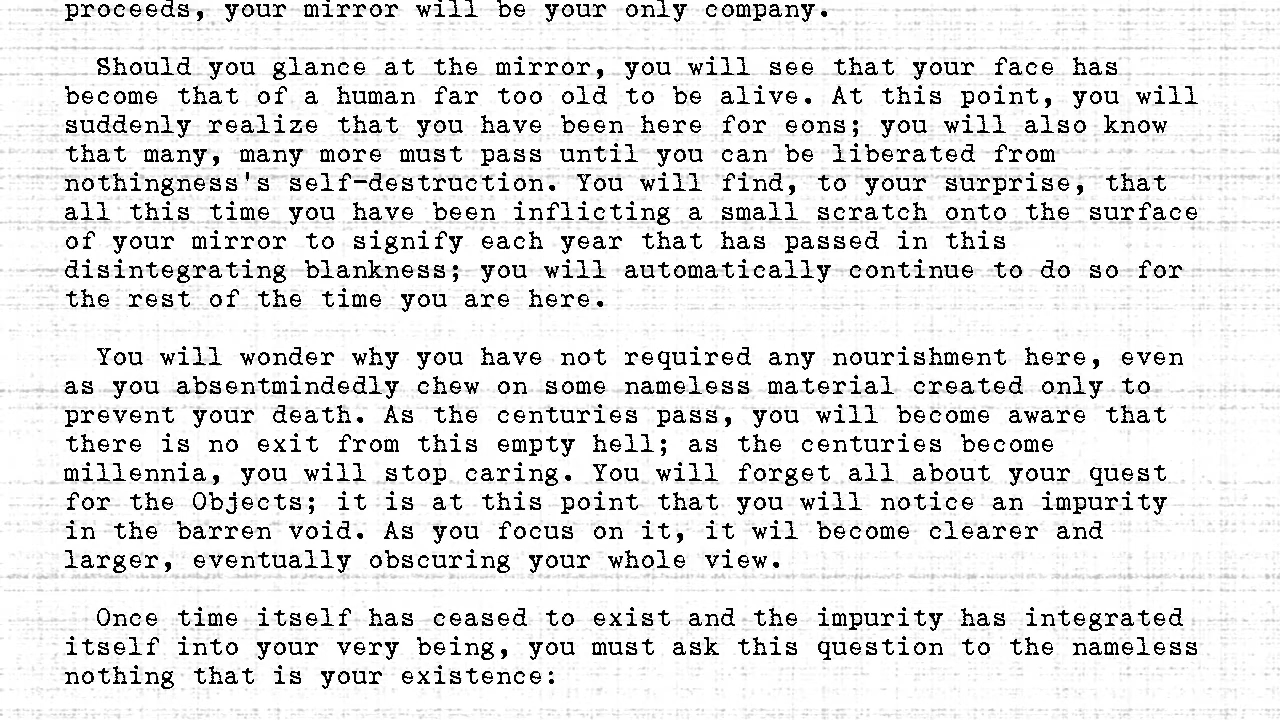 proceeds, your mirror will be your only company.
Should you glance at the mirror, you will see that your face has
become that of a human far too old to be alive. At this point, you will
suddenly realize that you have been here for eons; you will also know
that many, many more must pass until you can be liberated from
nothingness's self-destruction. You will find, to your surprise, that
all this time you have been inflicting a small scratch onto the surface
of your mirror to signify each year that has passed in this
disintegrating blankness; you will automatically continue to do so for
the rest of the time you are here.
You will wonder why you have not required any nourishment here, even
as you absentmindedly chew on some nameless material created only to
prevent your death. As the centuries pass, you will become aware that
there is no exit from this empty hell; as the centuries become
millennia, you will stop caring. You will forget all about your quest
for the Objects; it is at this point that you will notice an impurity
in the barren void. As you focus on it, it wil become clearer and
larger, eventually obscuring your whole view.
Once time itself has ceased to exist and the impurity has integrated
itself into your very being, you must ask this question to the nameless
nothing that is your existence: